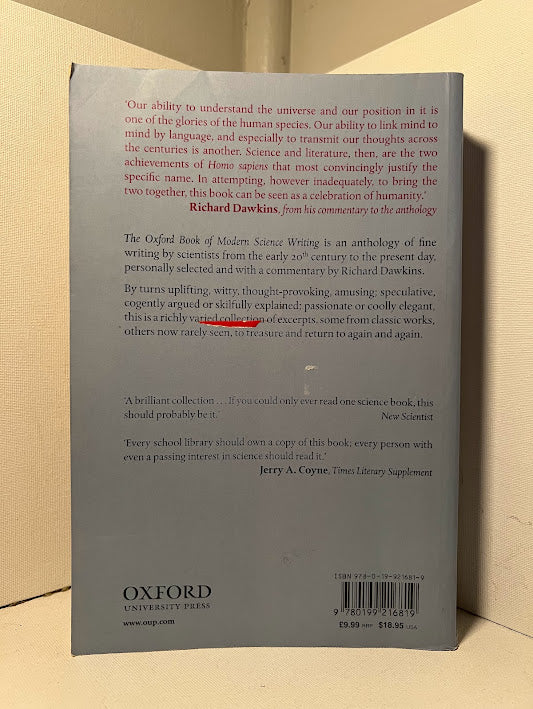 'Our ability to understand the universe and our position in it is
one of the glories of the human species. Our ability to link mind to
mind by language, and especially to transmit our thoughts across
the centuries is another. Science and literature, then, are the two
achievements of Homo sapiens that most convincingly justify the
specific name. In attempting, however inadequately, to bring the
two together, this book can be seen as a celebration of humanity.'
Richard Dawkins, from his commentary to the anthology
The Oxford Book of Modern Science Writing is an anthology of fine
writing by scientists from the early 20th century to the present day,
personally selected and with a commentary by Richard Dawkins.
By turns uplifting, witty, thought-provoking, amusing; speculative,
cogently argued or skilfully explained; passionate or coolly elegant,
this is a richly varied collection of excerpts, some from classic works,
others now rarely seen, to treasure and return to again and again.
'A brilliant collection . . . If you could only ever read one science book, this
should probably be it.' New Scientist
'Every school library should own a copy of this book; every person with
even a passing interest in science should read it.'
Jerry A. Coyne, Times Literary Supplement
ISBN 978-0-19-921681-9
OXFORD
UNIVERSITY PRESS
www.oup.com
9 780199 216819
£9.99 RRP $18.95 USA